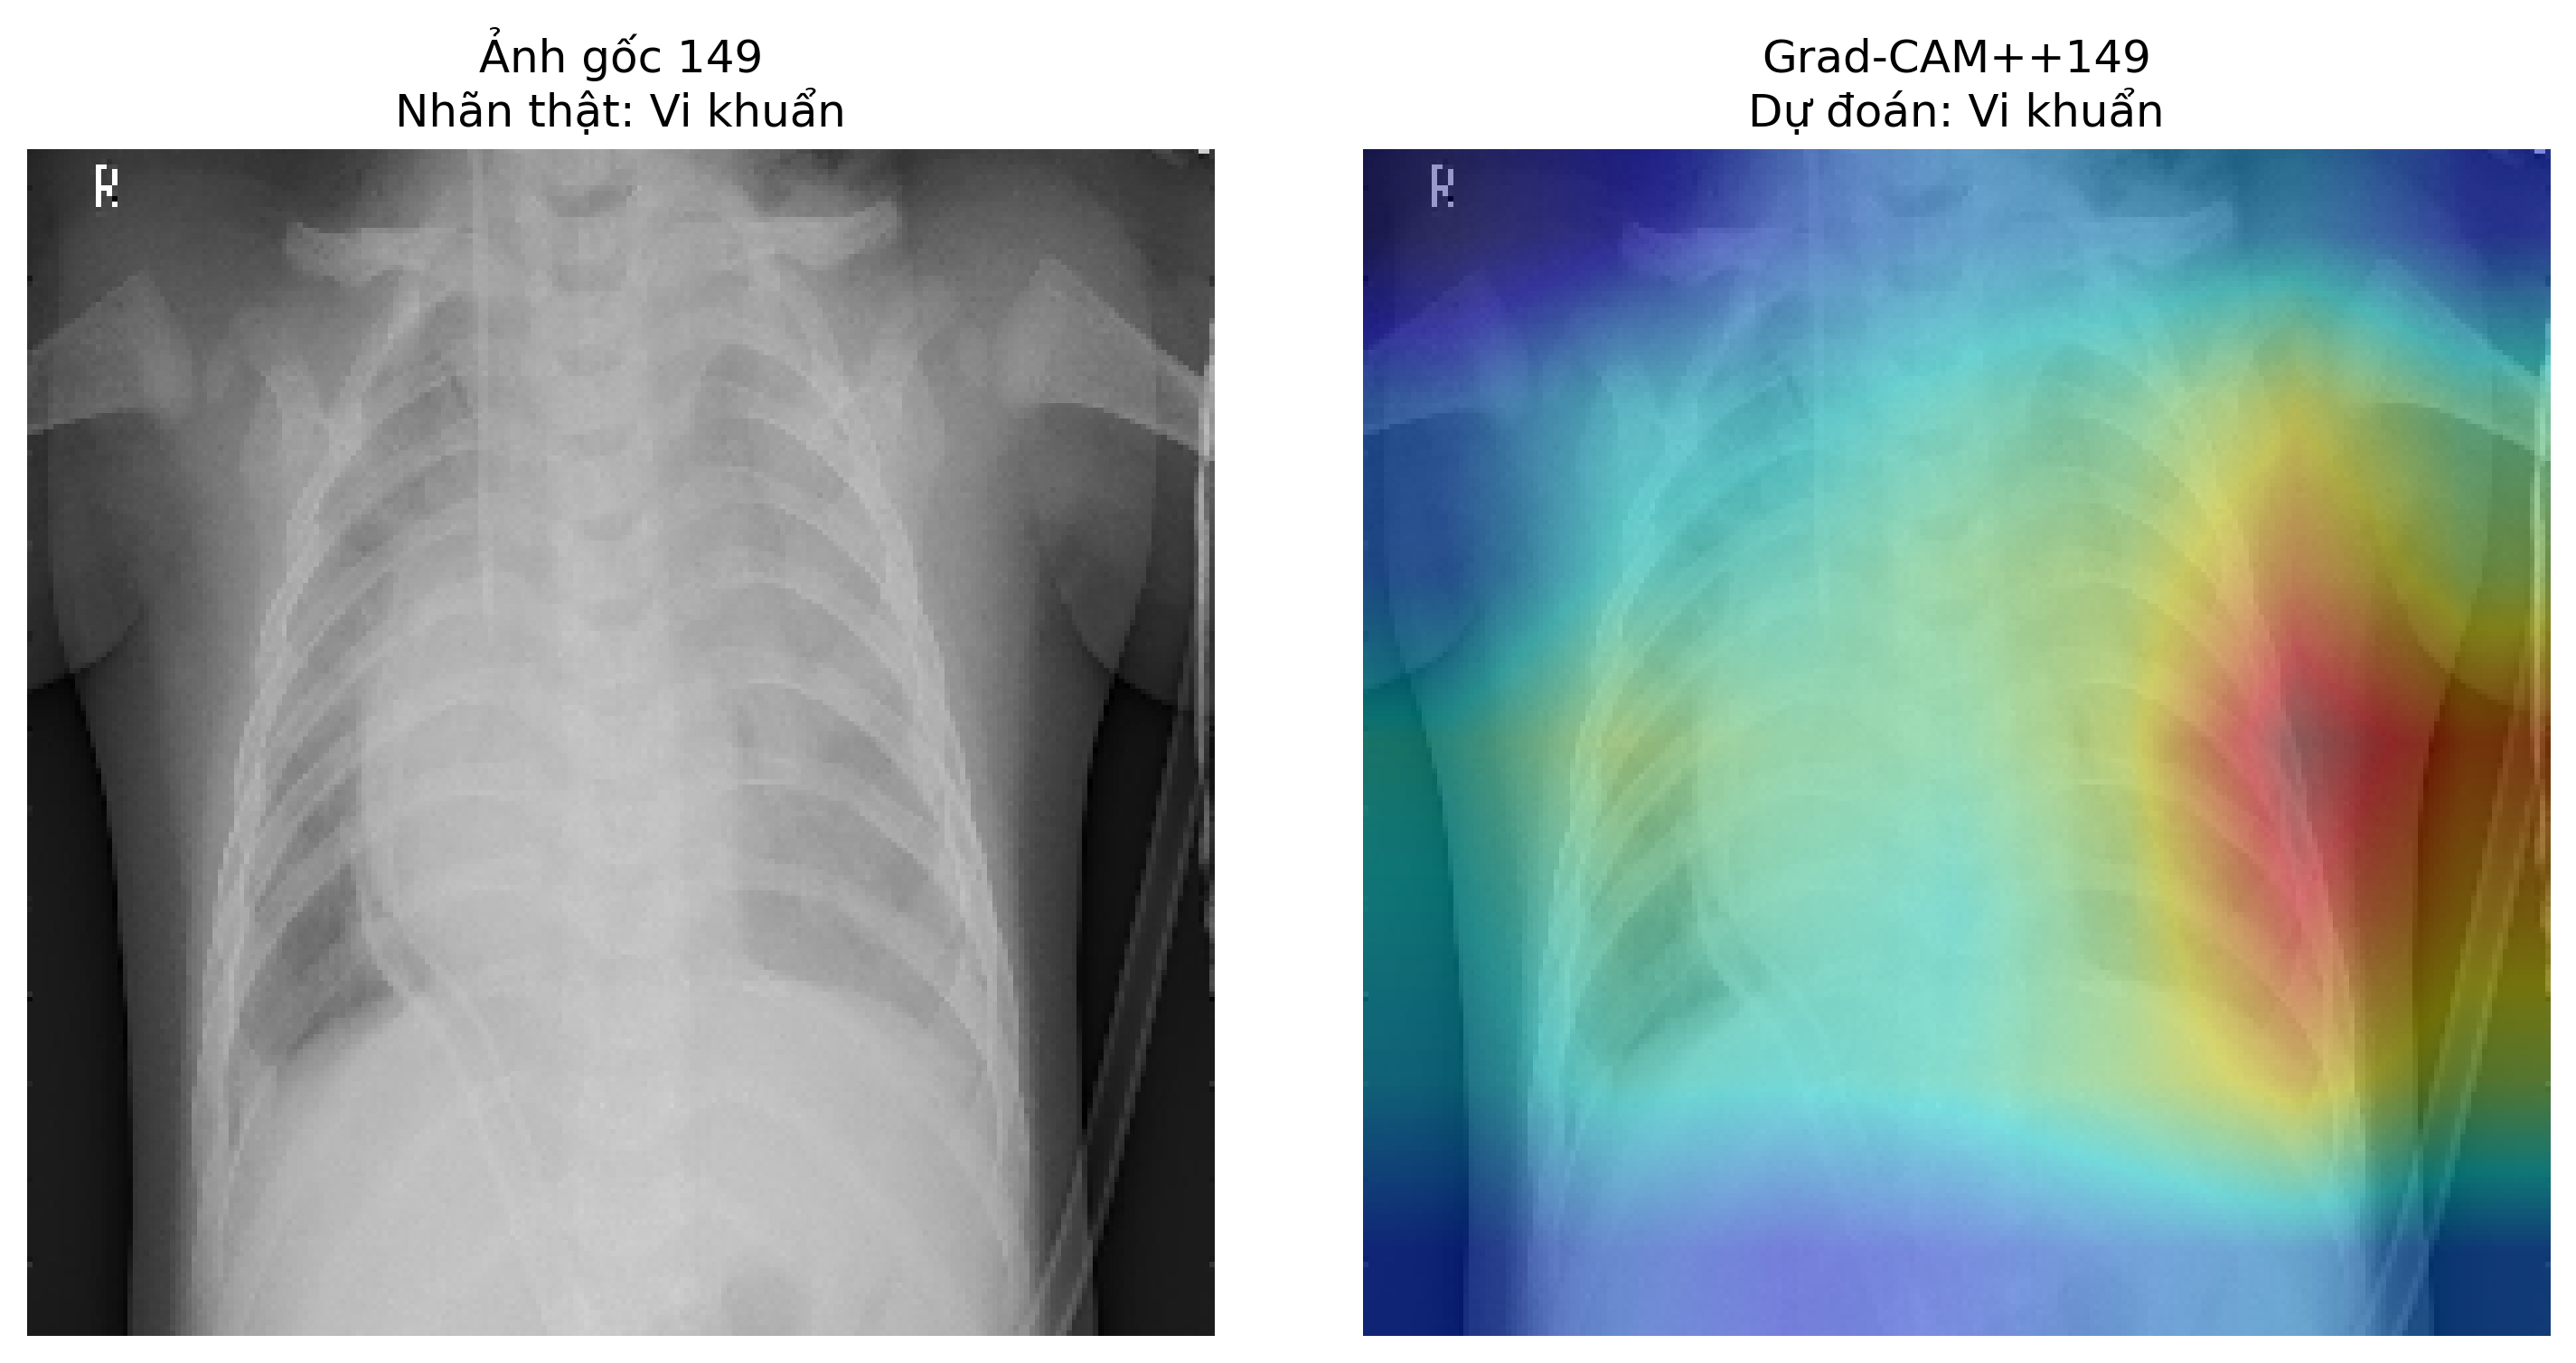 Ảnh gốc 149
Nhãn thật: Vi khuẩn
R
Grad-CAM++149
Dự đoán: Vi khuẩn
R